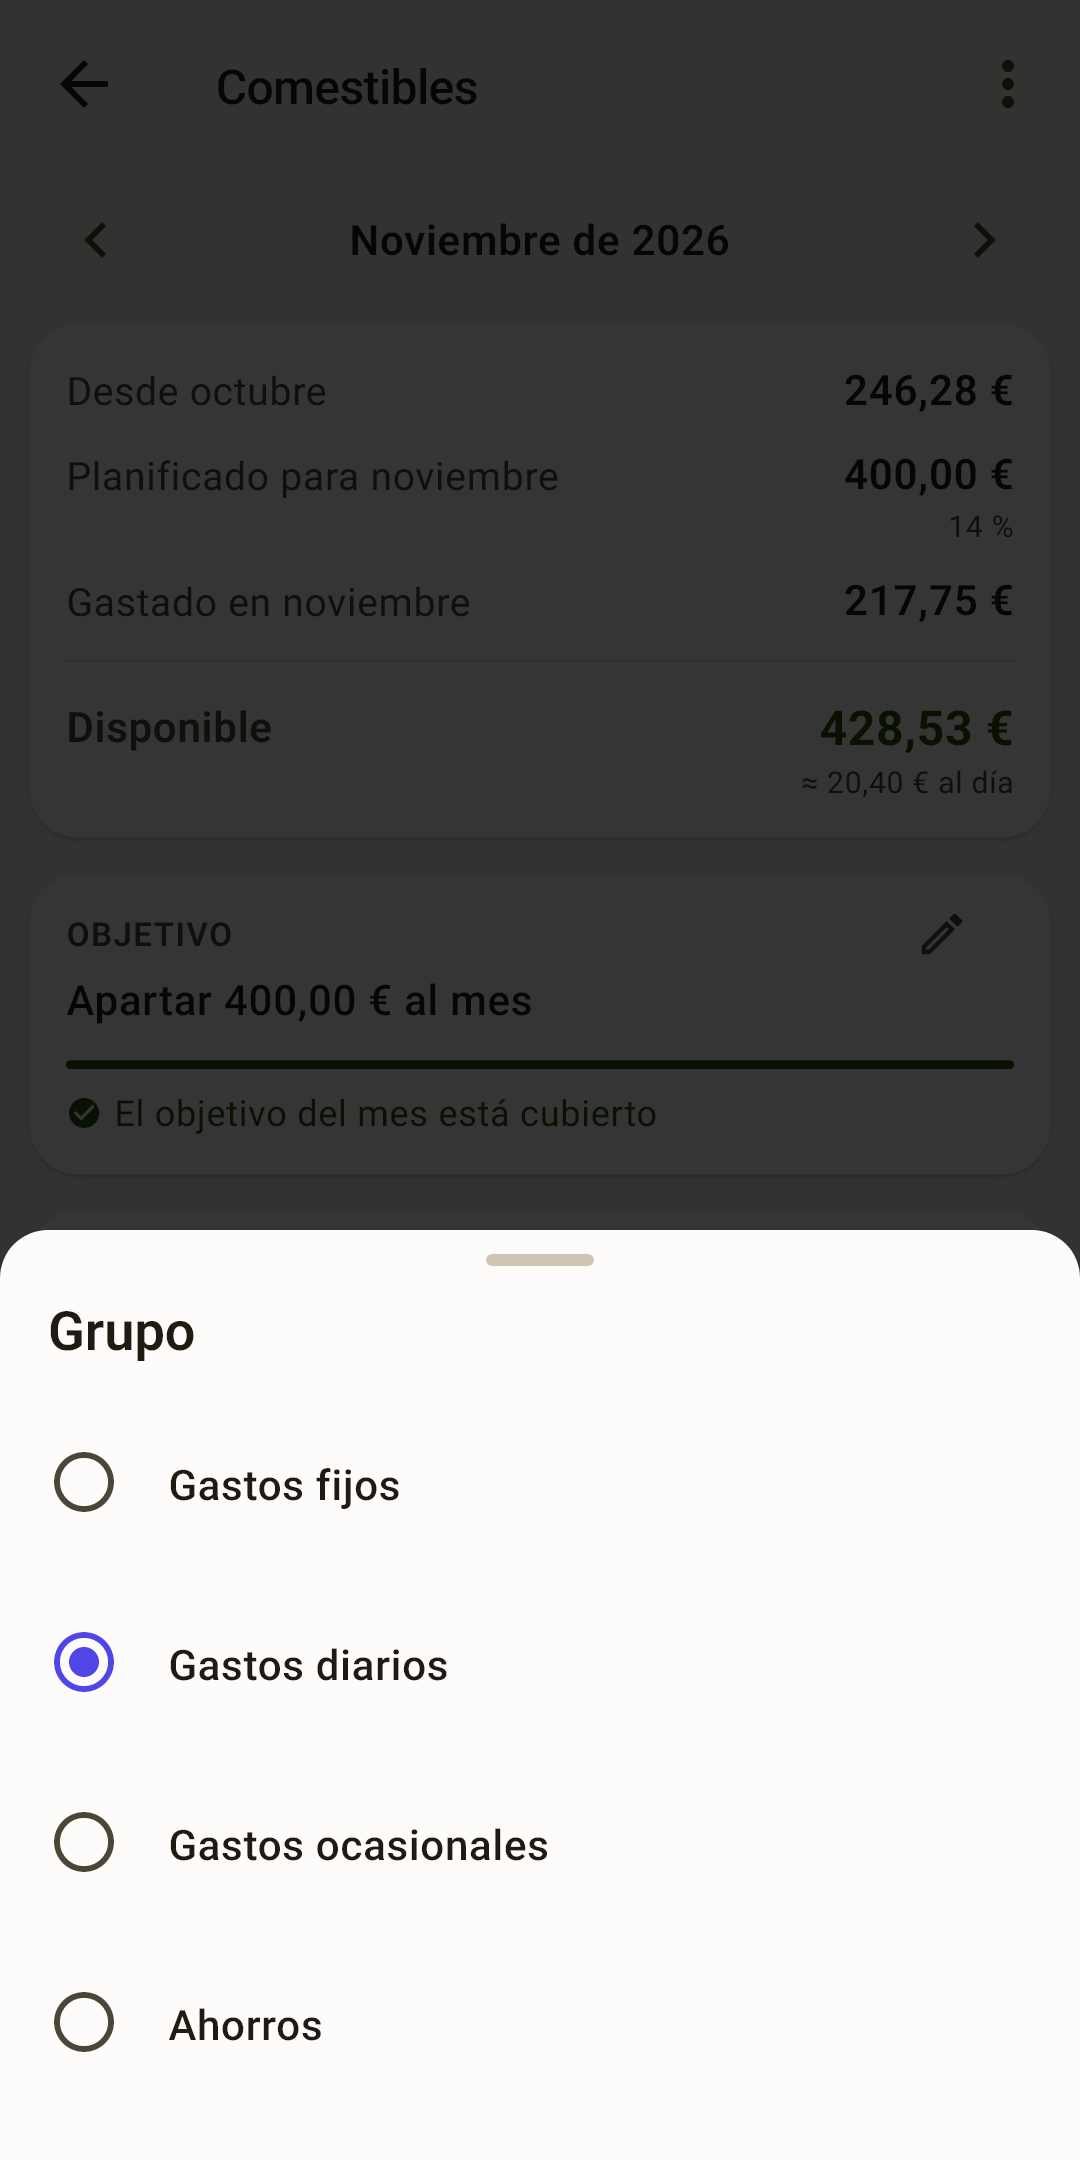 Comestibles
Noviembre de 2026
Desde octubre 246,28 €
Planificado para noviembre 400,00 €
14 %
Gastado en noviembre 217,75 €
Disponible 428,53 €
≈ 20,40 € al día
OBJETIVO
Apartar 400,00 € al mes
El objetivo del mes está cubierto
Grupo
Gastos fijos
Gastos diarios
Gastos ocasionales
Ahorros